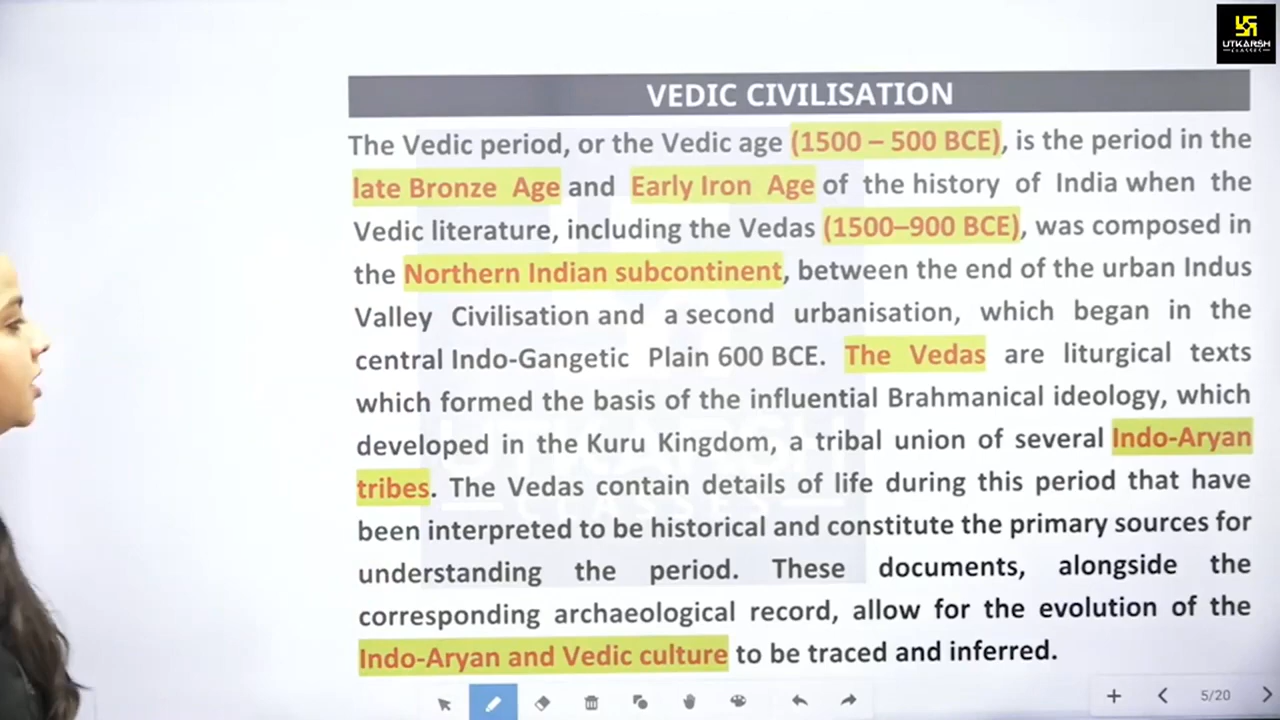 UTKARSH
CLASSES
VEDIC CIVILISATION
The Vedic period, or the Vedic age (1500 – 500 BCE), is the period in the
late Bronze Age and Early Iron Age of the history of India when the
Vedic literature, including the Vedas (1500–900 BCE), was composed in
the Northern Indian subcontinent, between the end of the urban Indus
Valley Civilisation and a second urbanisation, which began in the
central Indo-Gangetic Plain 600 BCE. The Vedas are liturgical texts
which formed the basis of the influential Brahmanical ideology, which
developed in the Kuru Kingdom, a tribal union of several Indo-Aryan
tribes. The Vedas contain details of life during this period that have
been interpreted to be historical and constitute the primary sources for
understanding the period. These documents, alongside the
corresponding archaeological record, allow for the evolution of the
Indo-Aryan and Vedic culture to be traced and inferred.
UTKARSH
CLASSES
5/20